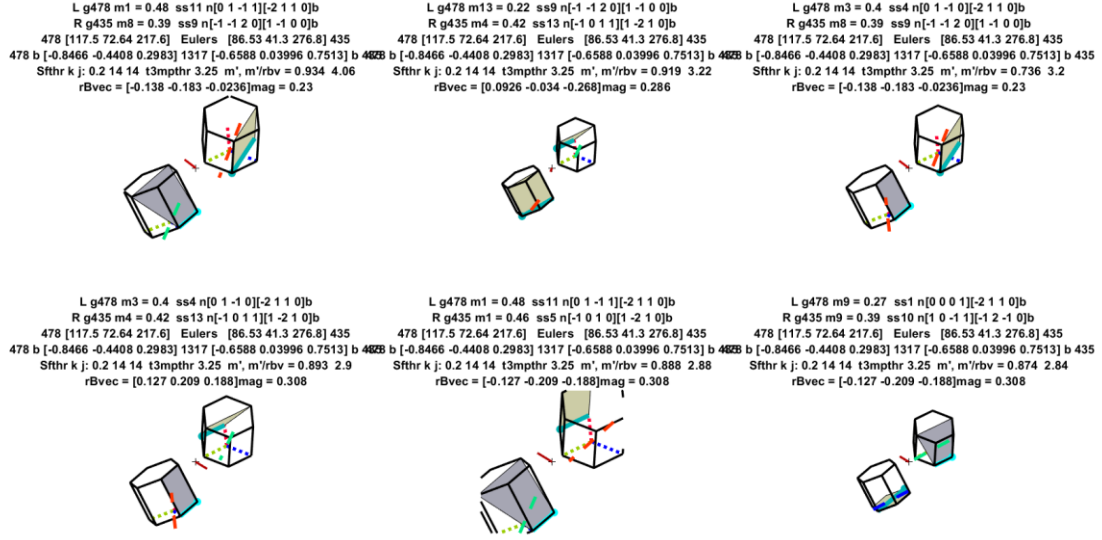 L g478 m1 = 0.48 ss11 n[0 1 -1 1][-2 1 1 0]b
R g435 m8 = 0.39 ss9 n[-1 -1 2 0][1 -1 0 0]b
478 [117.5 72.64 217.6] Eulers [86.53 41.3 276.8] 435
478 b [-0.8466 -0.4408 0.2983] 1317 [-0.6588 0.03996 0.7513] b 435
Sfthr k j: 0.2 14 14 t3mpthr 3.25 m', m'/rbv = 0.934 4.06
rBvec = [-0.138 -0.183 -0.0236]mag = 0.23
L g478 m13 = 0.22 ss9 n[-1 -1 2 0][1 -1 0 0]b
R g435 m4 = 0.42 ss13 n[-1 0 1 1][1 -2 1 0]b
478 [117.5 72.64 217.6] Eulers [86.53 41.3 276.8] 435
478 b [-0.8466 -0.4408 0.2983] 1317 [-0.6588 0.03996 0.7513] b 435
Sfthr k j: 0.2 14 14 t3mpthr 3.25 m', m'/rbv = 0.919 3.22
rBvec = [0.0926 -0.034 -0.268]mag = 0.286
L g478 m3 = 0.4 ss4 n[0 1 -1 0][-2 1 1 0]b
R g435 m8 = 0.39 ss9 n[-1 -1 2 0][1 -1 0 0]b
478 [117.5 72.64 217.6] Eulers [86.53 41.3 276.8] 435
478 b [-0.8466 -0.4408 0.2983] 1317 [-0.6588 0.03996 0.7513] b 435
Sfthr k j: 0.2 14 14 t3mpthr 3.25 m', m'/rbv = 0.736 3.2
rBvec = [-0.138 -0.183 -0.0236]mag = 0.23
L g478 m3 = 0.4 ss4 n[0 1 -1 0][-2 1 1 0]b
R g435 m4 = 0.42 ss13 n[-1 0 1 1][1 -2 1 0]b
478 [117.5 72.64 217.6] Eulers [86.53 41.3 276.8] 435
478 b [-0.8466 -0.4408 0.2983] 1317 [-0.6588 0.03996 0.7513] b 435
Sfthr k j: 0.2 14 14 t3mpthr 3.25 m', m'/rbv = 0.893 2.9
rBvec = [0.127 0.209 0.188]mag = 0.308
L g478 m1 = 0.48 ss11 n[0 1 -1 1][-2 1 1 0]b
R g435 m1 = 0.46 ss5 n[-1 0 1 0][1 -2 1 0]b
478 [117.5 72.64 217.6] Eulers [86.53 41.3 276.8] 435
478 b [-0.8466 -0.4408 0.2983] 1317 [-0.6588 0.03996 0.7513] b 435
Sfthr k j: 0.2 14 14 t3mpthr 3.25 m', m'/rbv = 0.888 2.88
rBvec = [-0.127 -0.209 -0.188]mag = 0.308
L g478 m9 = 0.27 ss1 n[0 0 0 1][-2 1 1 0]b
R g435 m9 = 0.39 ss10 n[1 0 -1 1][-1 2 -1 0]b
478 [117.5 72.64 217.6] Eulers [86.53 41.3 276.8] 435
478 b [-0.8466 -0.4408 0.2983] 1317 [-0.6588 0.03996 0.7513] b 435
Sfthr k j: 0.2 14 14 t3mpthr 3.25 m', m'/rbv = 0.874 2.84
rBvec = [-0.127 -0.209 -0.188]mag = 0.308